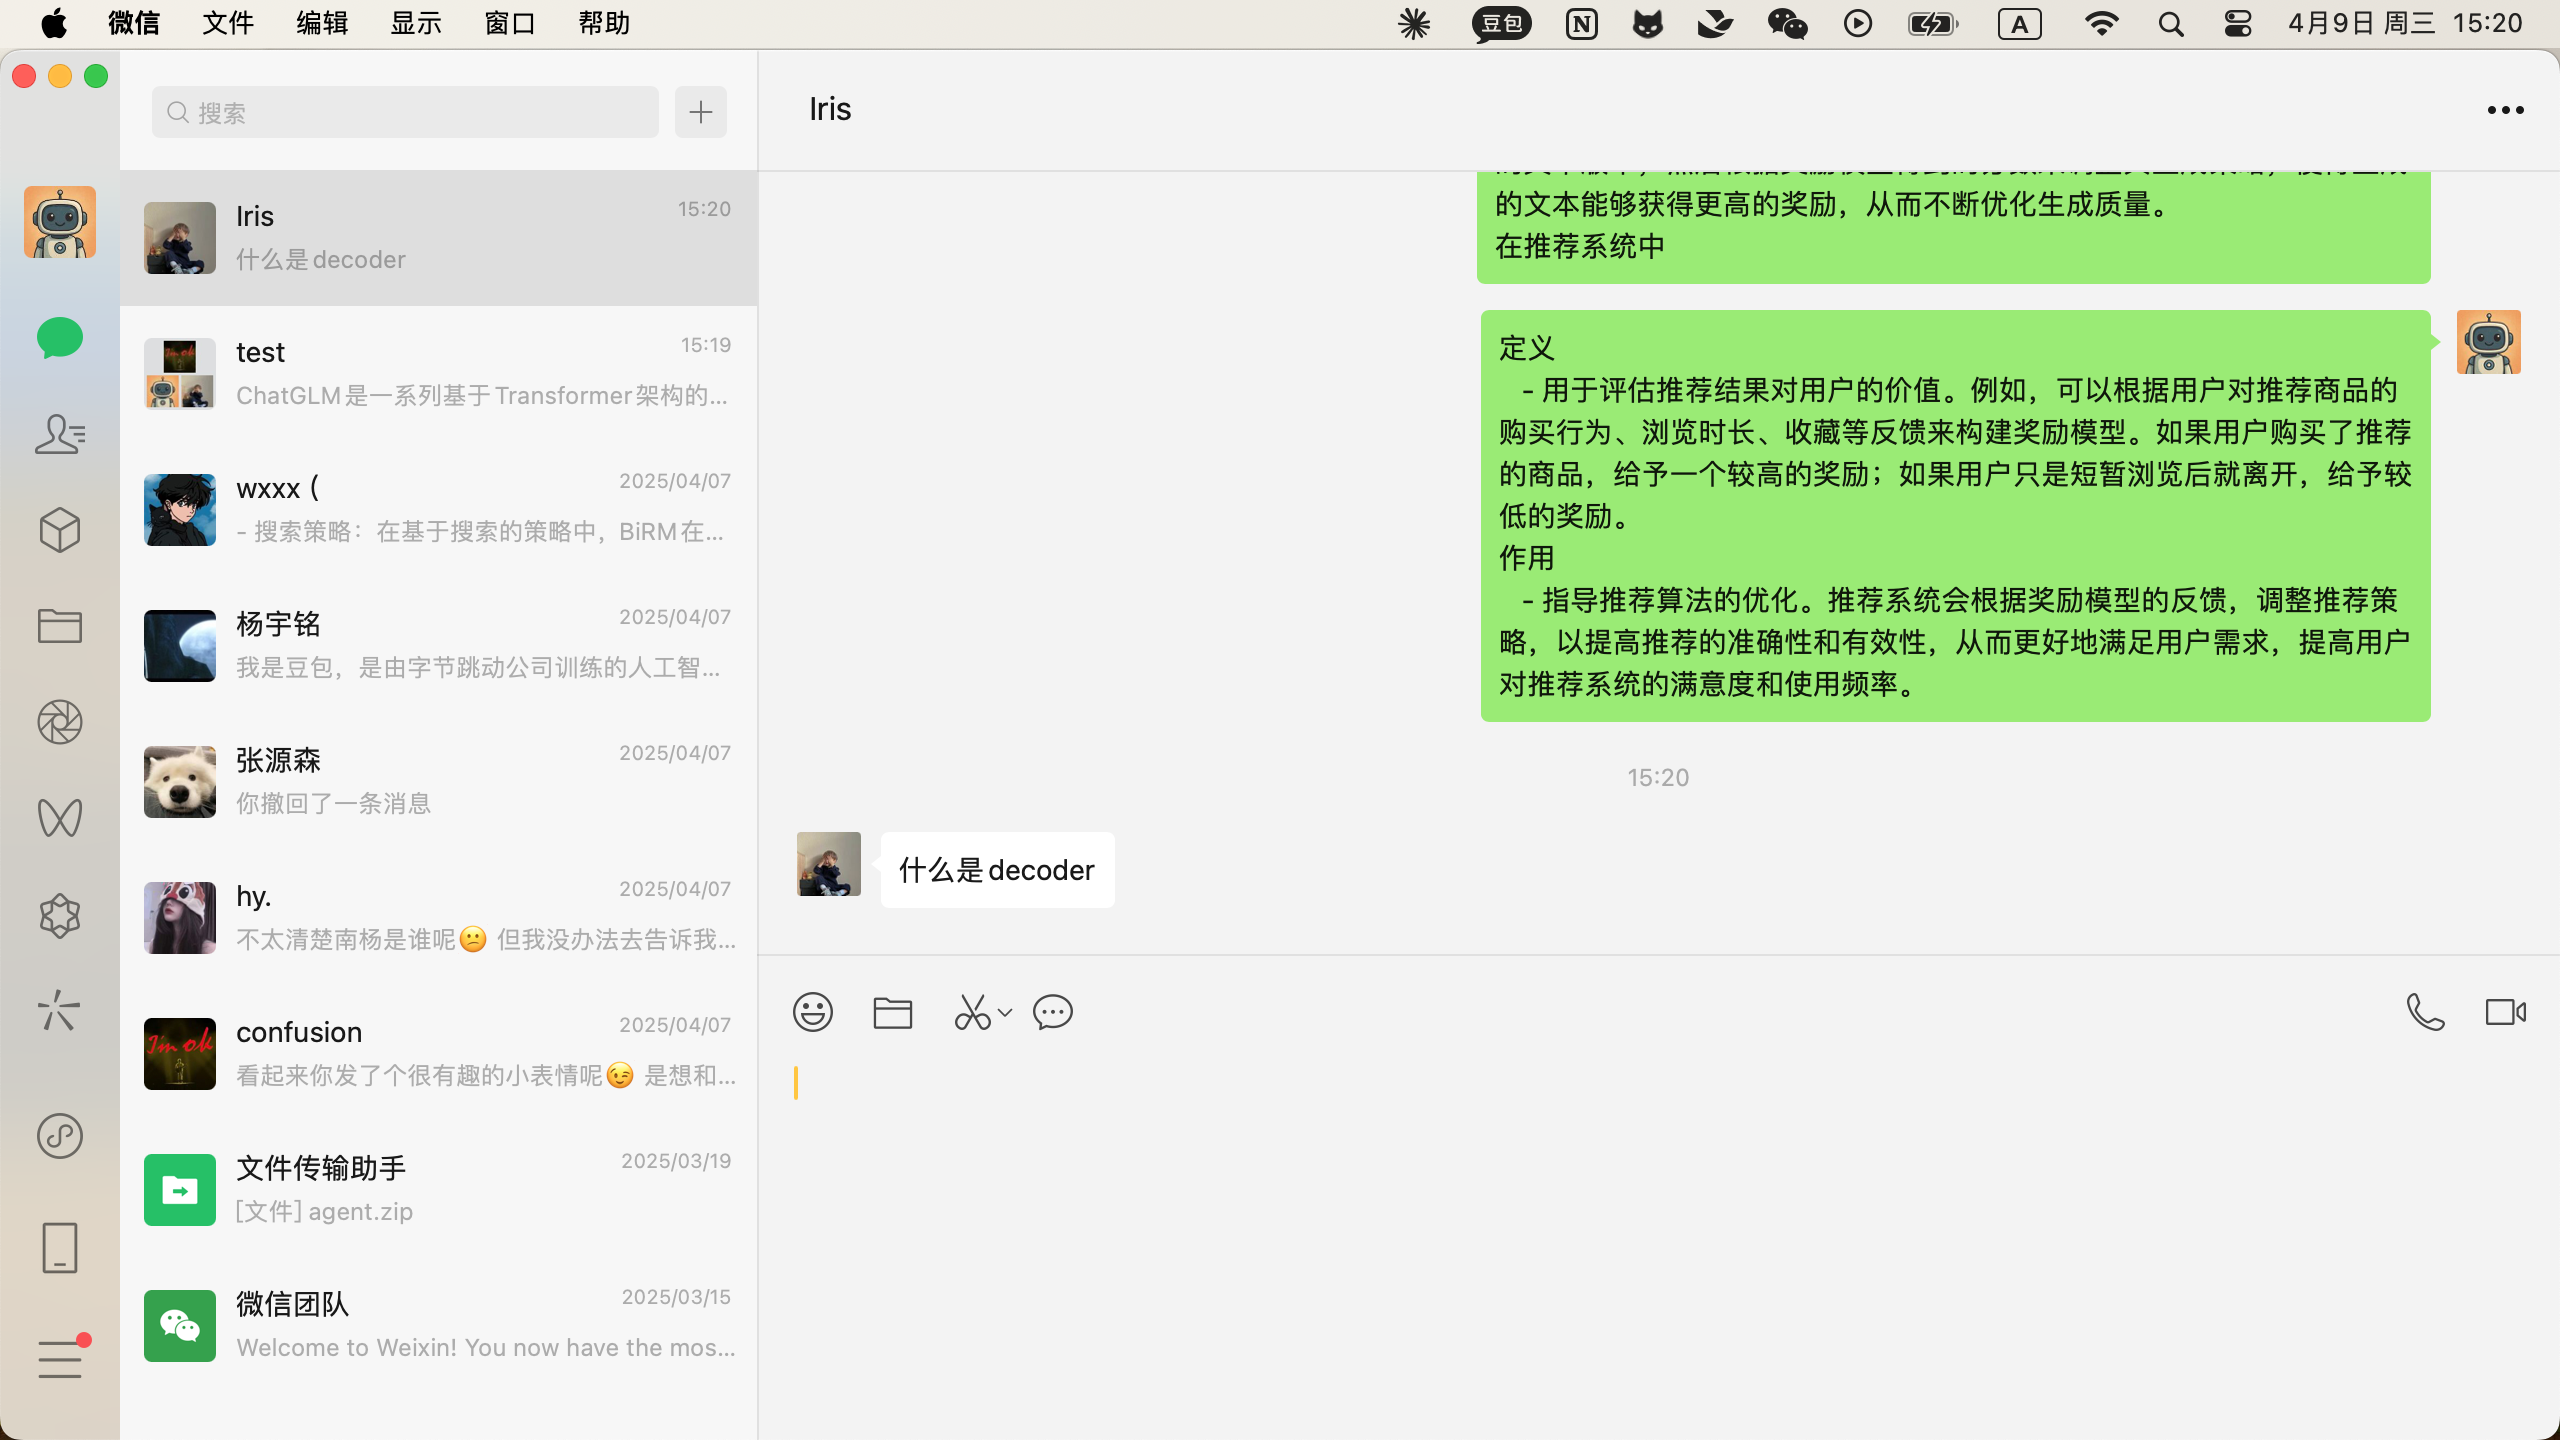 微信 文件 编辑 显示 窗口 帮助
豆包 N A 4月9日 周三 15:20
搜索
Iris 15:20
什么是decoder
test 15:19
ChatGLM是一系列基于Transformer架构的...
wxxx ( 2025/04/07
- 搜索策略：在基于搜索的策略中，BiRM在...
杨宇铭 2025/04/07
我是豆包，是由字节跳动公司训练的人工智...
张源森 2025/04/07
你撤回了一条消息
hy. 2025/04/07
不太清楚南杨是谁呢😕 但我没办法去告诉我...
I'm ok
confusion 2025/04/07
看起来你发了个很有趣的小表情呢😉 是想和...
文件传输助手 2025/03/19
[文件] agent.zip
微信团队 2025/03/15
Welcome to Weixin! You now have the mos...
Iris
的文本能够获得更高的奖励，从而不断优化生成质量。
在推荐系统中
定义
- 用于评估推荐结果对用户的价值。例如，可以根据用户对推荐商品的
购买行为、浏览时长、收藏等反馈来构建奖励模型。如果用户购买了推荐
的商品，给予一个较高的奖励；如果用户只是短暂浏览后就离开，给予较
低的奖励。
作用
- 指导推荐算法的优化。推荐系统会根据奖励模型的反馈，调整推荐策
略，以提高推荐的准确性和有效性，从而更好地满足用户需求，提高用户
对推荐系统的满意度和使用频率。
15:20
什么是decoder